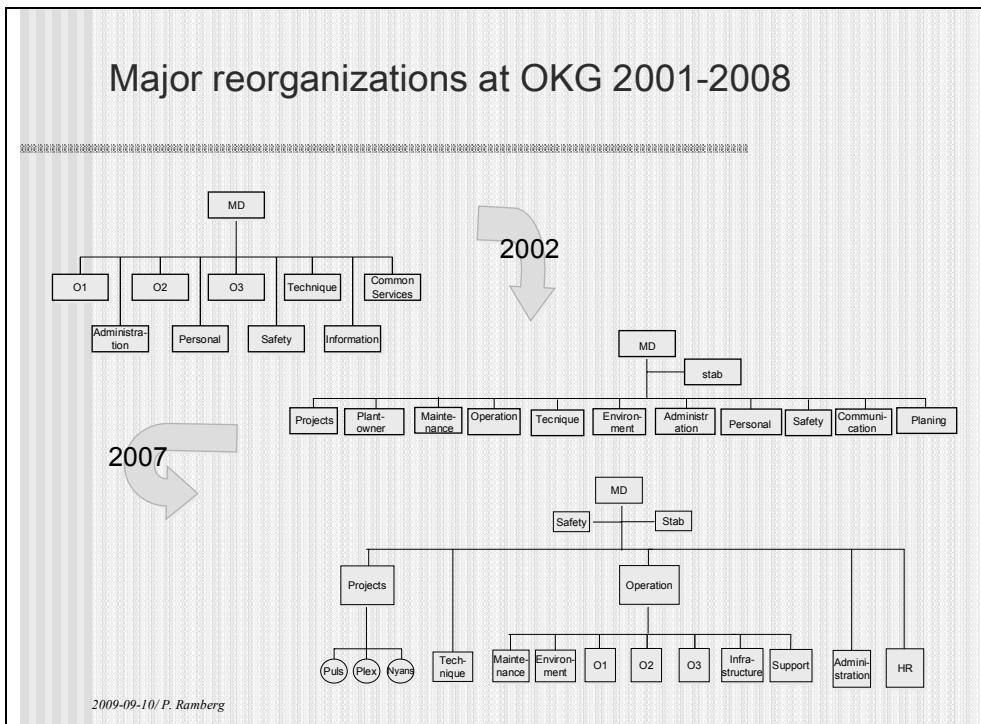 Major reorganizations at OKG 2001-2008
MD
O1
O2
O3
Technique
Common
Services
Administra-
tion
Personal
Safety
Information
2002
MD
stab
Projects
Plant-
owner
Mainte-
nance
Operation
Tecnique
Environ-
ment
Administr
ation
Personal
Safety
Communi-
cation
Planing
2007
MD
Safety
Stab
Projects
Operation
Puls
Plex
Nyans
Tech-
nique
Mainte-
nance
Environ-
ment
O1
O2
O3
Infra-
structure
Support
Admini-
stration
HR
2009-09-10/ P. Ramberg